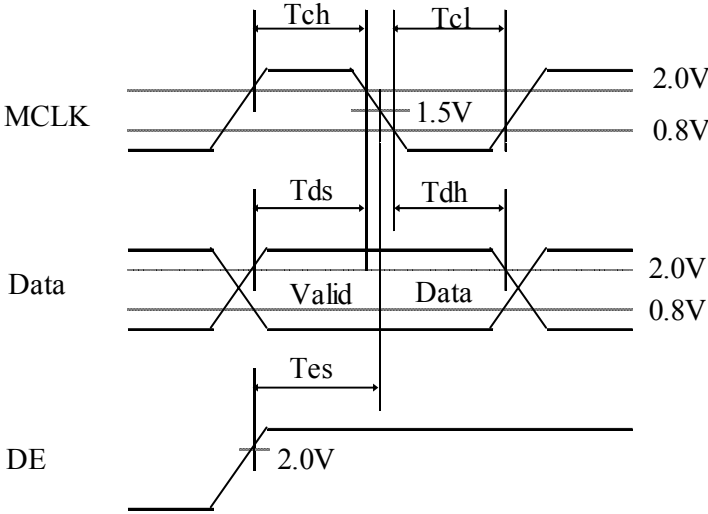 Tch
Tcl
2.0V
MCLK
1.5V
0.8V
Tds
Tdh
2.0V
Data
Valid
Data
0.8V
Tes
DE
2.0V